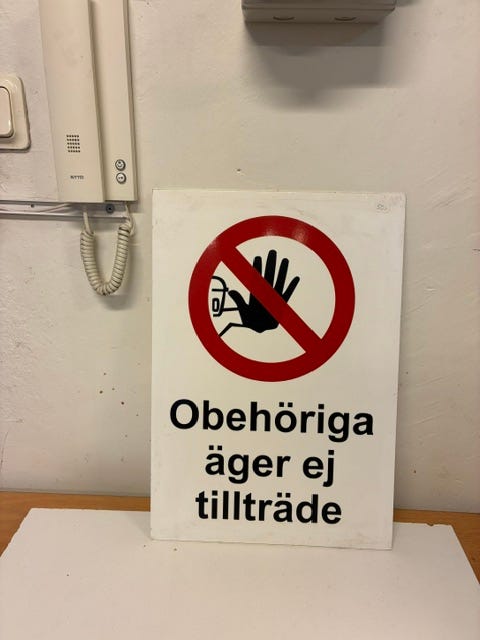 Obehöriga
äger ej
tillträde